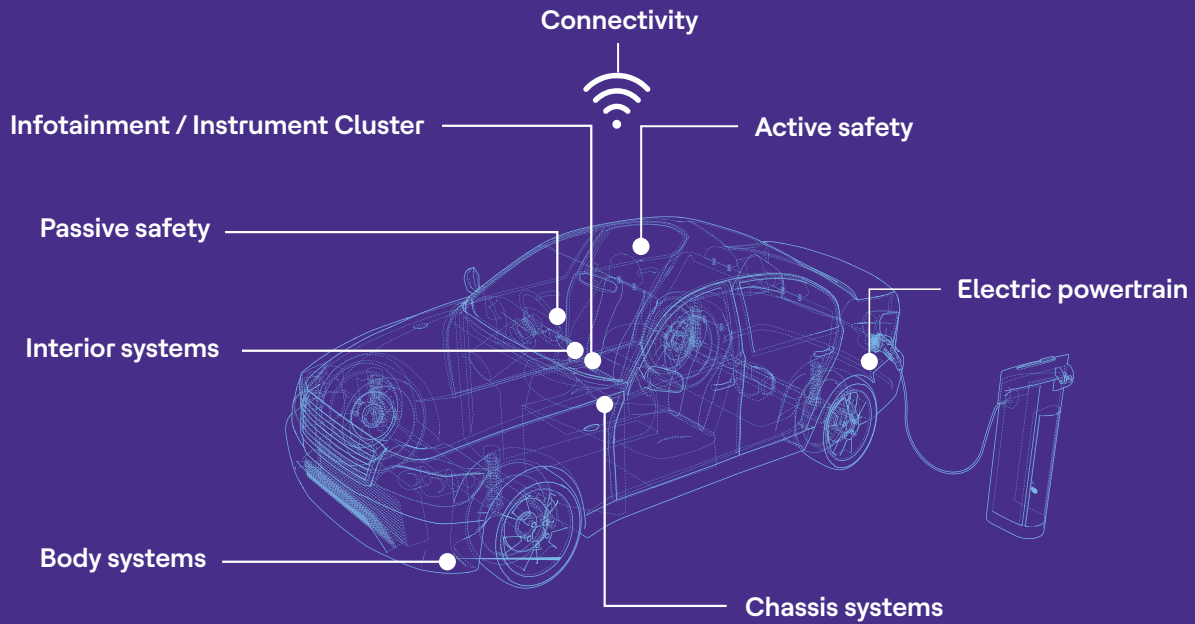 Connectivity
Infotainment / Instrument Cluster
Active safety
Passive safety
Electric powertrain
Interior systems
Body systems
Chassis systems